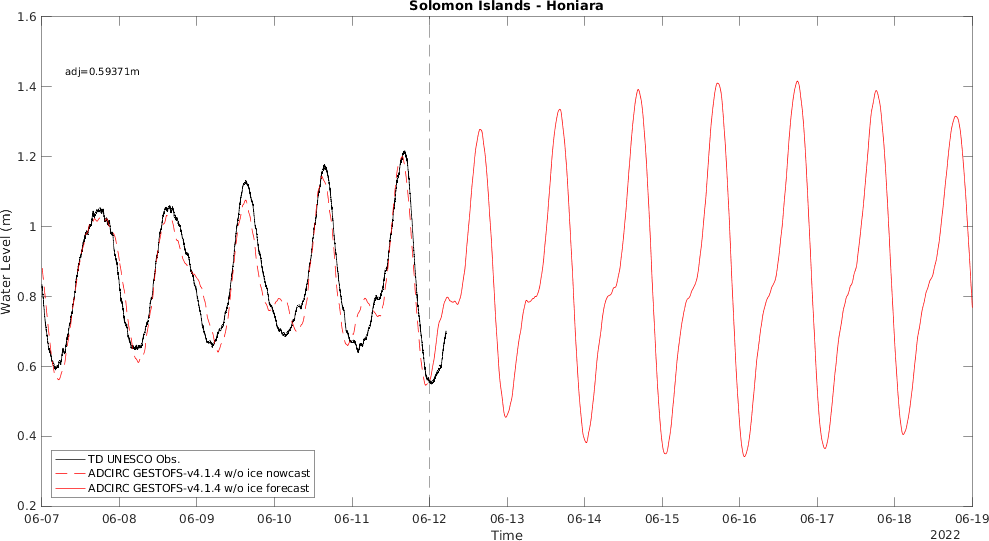 Solomon Islands - Honiara
1.6
1.4
1.2
1
0.8
0.6
0.4
0.2
Water Level (m)
adj=0.59371m
TD UNESCO Obs.
ADCIRC GESTOFS-v4.1.4 w/o ice nowcast
ADCIRC GESTOFS-v4.1.4 w/o ice forecast
06-07 06-08 06-09 06-10 06-11 06-12 06-13 06-14 06-15 06-16 06-17 06-18 06-19
Time
2022